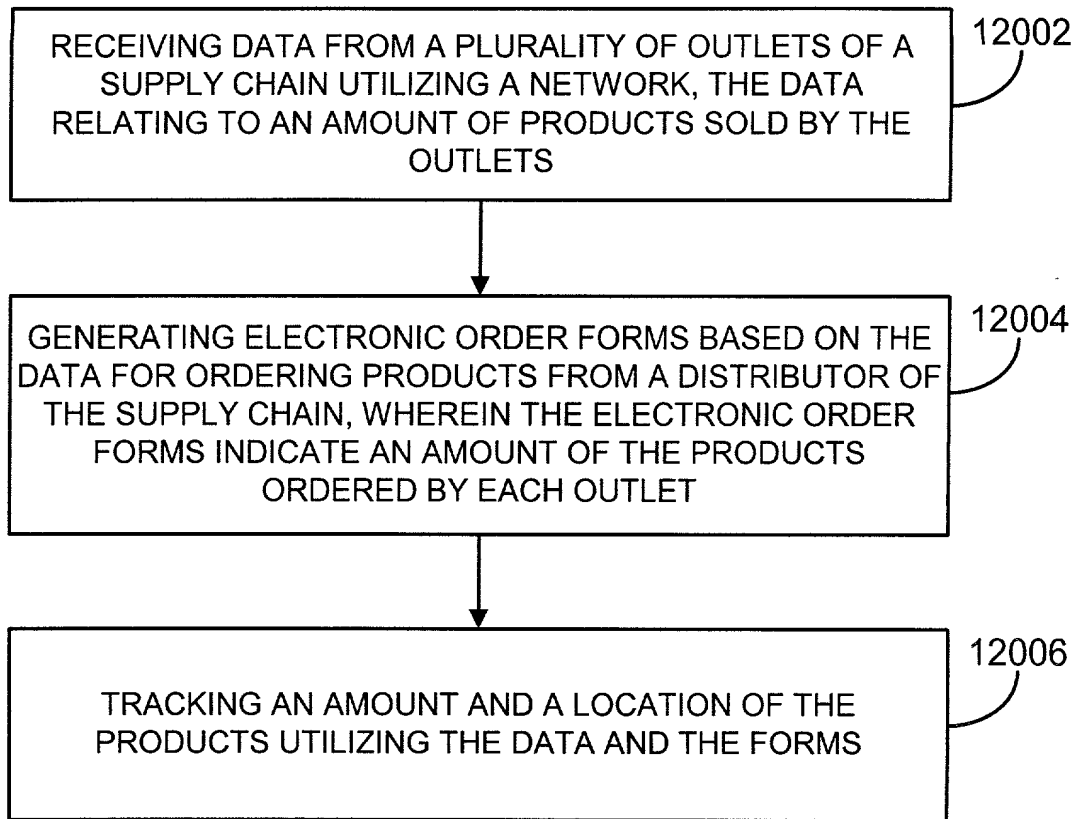 RECEIVING DATA FROM A PLURALITY OF OUTLETS OF A
SUPPLY CHAIN UTILIZING A NETWORK, THE DATA
RELATING TO AN AMOUNT OF PRODUCTS SOLD BY THE
OUTLETS
12002
GENERATING ELECTRONIC ORDER FORMS BASED ON THE
DATA FOR ORDERING PRODUCTS FROM A DISTRIBUTOR OF
THE SUPPLY CHAIN, WHEREIN THE ELECTRONIC ORDER
FORMS INDICATE AN AMOUNT OF THE PRODUCTS
ORDERED BY EACH OUTLET
12004
TRACKING AN AMOUNT AND A LOCATION OF THE
PRODUCTS UTILIZING THE DATA AND THE FORMS
12006